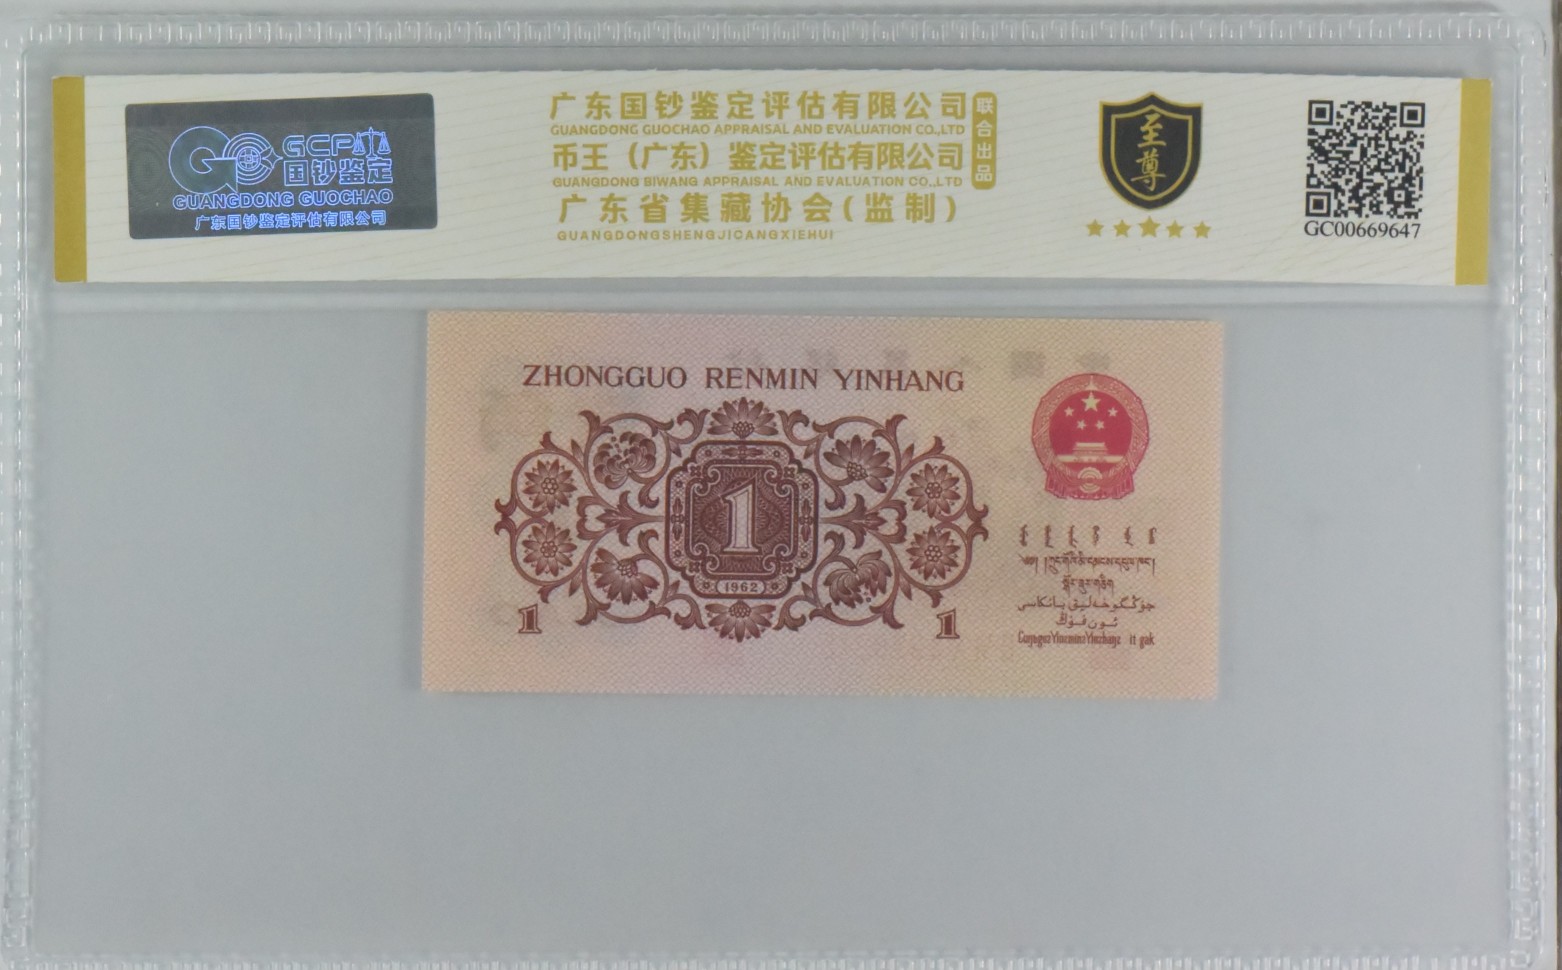 GCP
国钞鉴定
GUANGDONG GUOCHAO
广东国钞鉴定评估有限公司
广东国钞鉴定评估有限公司
GUANGDONG GUOCHAO APPRAISAL AND EVALUATION CO.,LTD
币王（广东）鉴定评估有限公司
GUANGDONG BIWANG APPRAISAL AND EVALUATION CO.,LTD
联合出品
广东省集藏协会(监制)
GUANGDONGSHENGJICANGXIEHUI
至尊
GC00669647
ZHONGGUO RENMIN YINHANG
1
1962
1
1